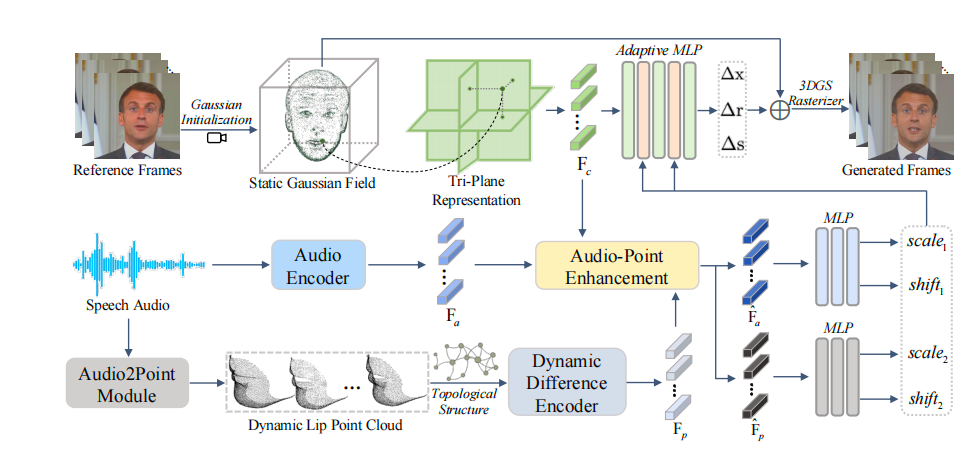 Adaptive MLP
Gaussian
Initialization
Δx
Δr
Δs
3DGS
Rasterizer
Reference Frames
Static Gaussian Field
Tri-Plane
Representation
F_c
Generated Frames
Speech Audio
Audio
Encoder
F_a
Audio-Point
Enhancement
F̂_a
MLP
scale_1
shift_1
Audio2Point
Module
Dynamic Lip Point Cloud
Topological
Structure
Dynamic
Difference
Encoder
F_p
F̂_p
MLP
scale_2
shift_2